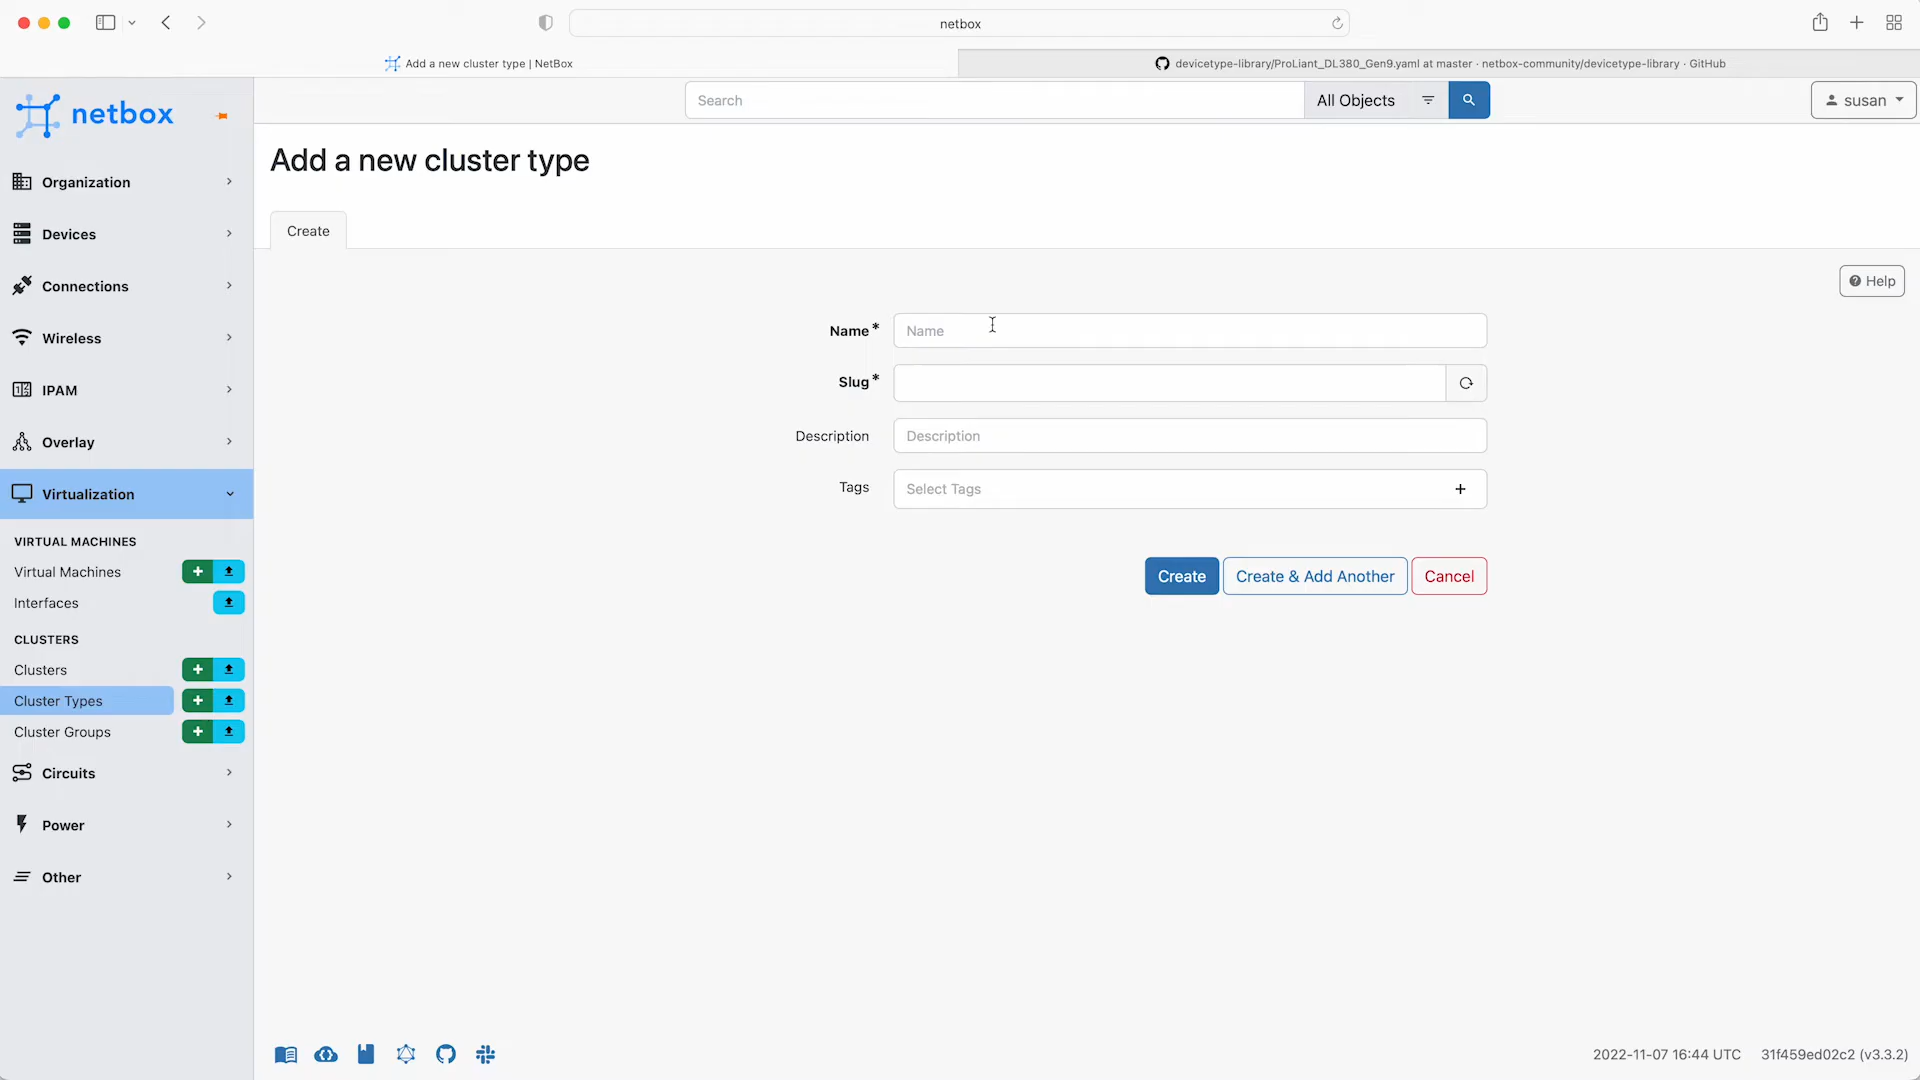 netbox
Add a new cluster type | NetBox
devicetype-library/ProLiant_DL380_Gen9.yaml at master · netbox-community/devicetype-library · GitHub
netbox
Search
All Objects
susan
Add a new cluster type
Create
Help
Organization
Devices
Connections
Wireless
IPAM
Overlay
Virtualization
VIRTUAL MACHINES
Virtual Machines
Interfaces
CLUSTERS
Clusters
Cluster Types
Cluster Groups
Circuits
Power
Other
Name*
Name
Slug*
Description
Description
Tags
Select Tags
Create
Create & Add Another
Cancel
2022-11-07 16:44 UTC
31f459ed02c2 (v3.3.2)